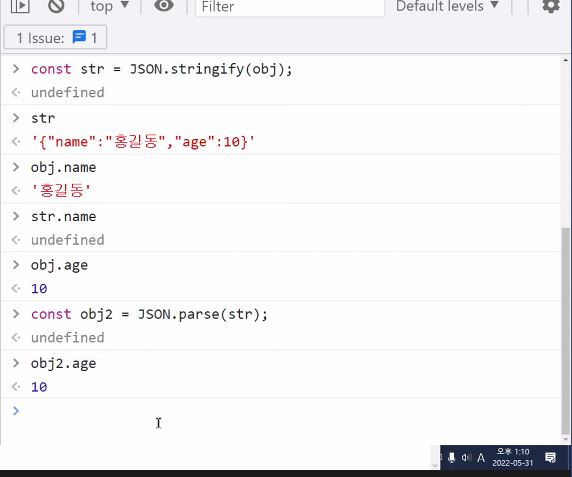 top
Filter
Default levels
1 Issue: 1
> const str = JSON.stringify(obj);
undefined
> str
'{"name":"홍길동","age":10}'
> obj.name
'홍길동'
> str.name
undefined
> obj.age
10
> const obj2 = JSON.parse(str);
undefined
> obj2.age
10
>
A
오후 1:10
2022-05-31